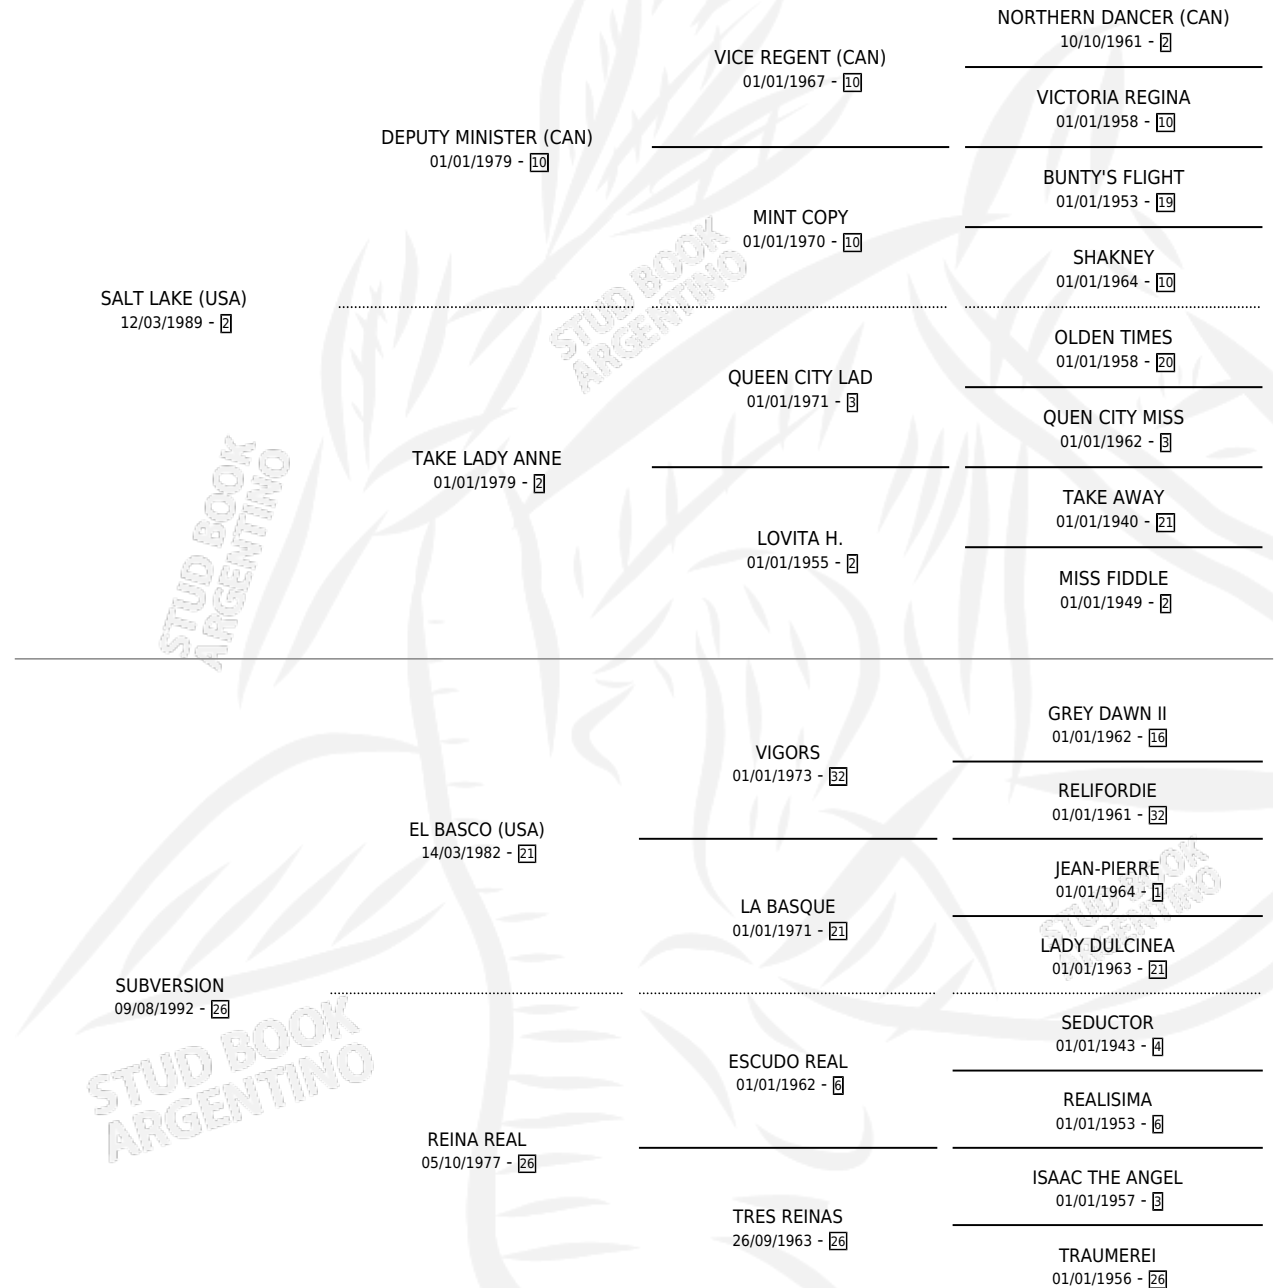 NORTHERN DANCER (CAN)
10/10/1961 - 2
VICE REGENT (CAN)
01/01/1967 - 10
VICTORIA REGINA
01/01/1958 - 10
DEPUTY MINISTER (CAN)
01/01/1979 - 10
BUNTY'S FLIGHT
01/01/1953 - 19
MINT COPY
01/01/1970 - 10
SHAKNEY
01/01/1964 - 10
SALT LAKE (USA)
12/03/1989 - 2
OLDEN TIMES
01/01/1958 - 20
QUEEN CITY LAD
01/01/1971 - 3
QUEN CITY MISS
01/01/1962 - 3
TAKE LADY ANNE
01/01/1979 - 2
TAKE AWAY
01/01/1940 - 21
LOVITA H.
01/01/1955 - 2
MISS FIDDLE
01/01/1949 - 2
GREY DAWN II
01/01/1962 - 16
VIGORS
01/01/1973 - 32
RELIFORDIE
01/01/1961 - 32
EL BASCO (USA)
14/03/1982 - 21
JEAN-PIERRE
01/01/1964 - 1
LA BASQUE
01/01/1971 - 21
LADY DULCINEA
01/01/1963 - 21
SUBVERSION
09/08/1992 - 26
SEDUCTOR
01/01/1943 - 4
ESCUDO REAL
01/01/1962 - 6
REALISIMA
01/01/1953 - 6
REINA REAL
05/10/1977 - 26
ISAAC THE ANGEL
01/01/1957 - 3
TRES REINAS
26/09/1963 - 26
TRAUMEREI
01/01/1956 - 26
STUD BOOK
ARGENTINO
STUD BOOK
ARGENTINO
STUD BOOK
ARGENTINO
STUD BOOK
ARGENTINO